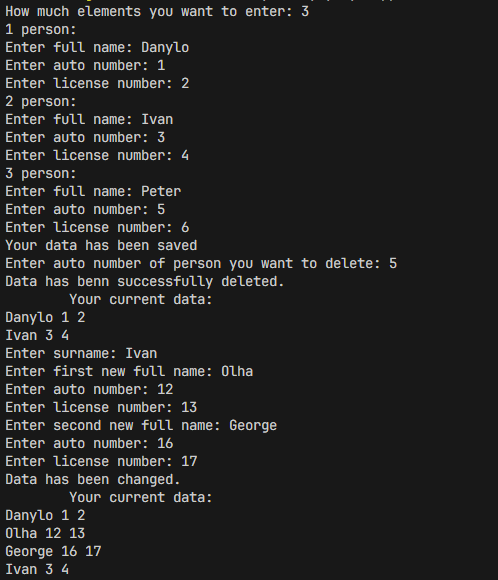 How much elements you want to enter: 3
1 person:
Enter full name: Danylo
Enter auto number: 1
Enter license number: 2
2 person:
Enter full name: Ivan
Enter auto number: 3
Enter license number: 4
3 person:
Enter full name: Peter
Enter auto number: 5
Enter license number: 6
Your data has been saved
Enter auto number of person you want to delete: 5
Data has benn successfully deleted.
Your current data:
Danylo 1 2
Ivan 3 4
Enter surname: Ivan
Enter first new full name: Olha
Enter auto number: 12
Enter license number: 13
Enter second new full name: George
Enter auto number: 16
Enter license number: 17
Data has been changed.
Your current data:
Danylo 1 2
Olha 12 13
George 16 17
Ivan 3 4